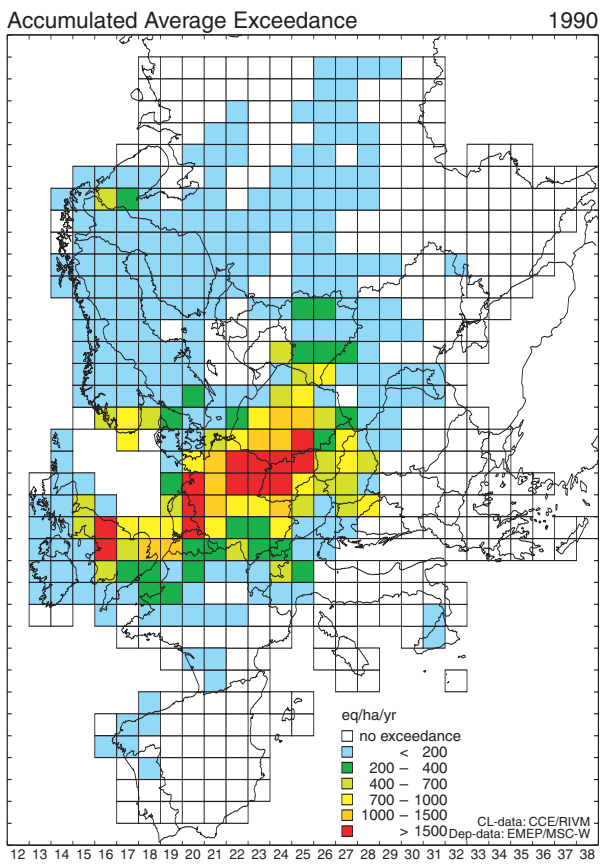 Accumulated Average Exceedance 1990
eq/ha/yr
no exceedance
< 200
200 – 400
400 – 700
700 – 1000
1000 – 1500
> 1500
CL-data: CCE/RIVM
Dep-data: EMEP/MSC-W
12 13 14 15 16 17 18 19 20 21 22 23 24 25 26 27 28 29 30 31 32 33 34 35 36 37 38